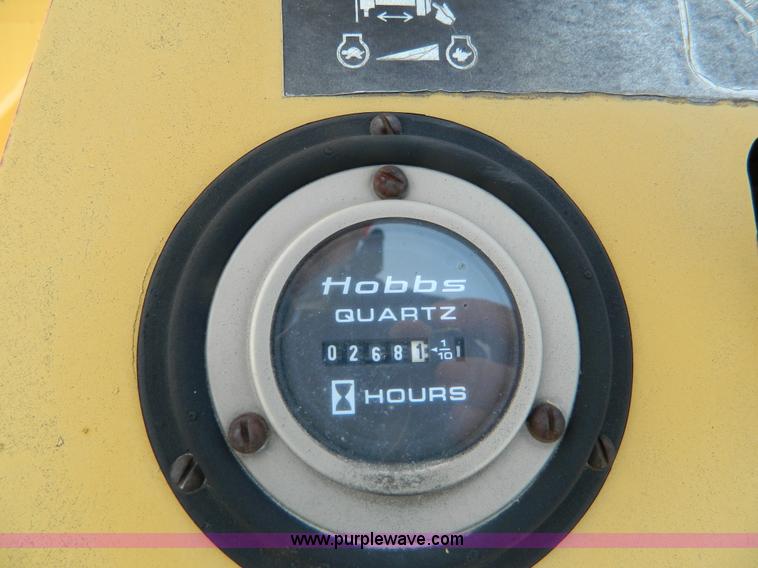 Hobbs
QUARTZ
02681 1/10
HOURS
www.purplewave.com